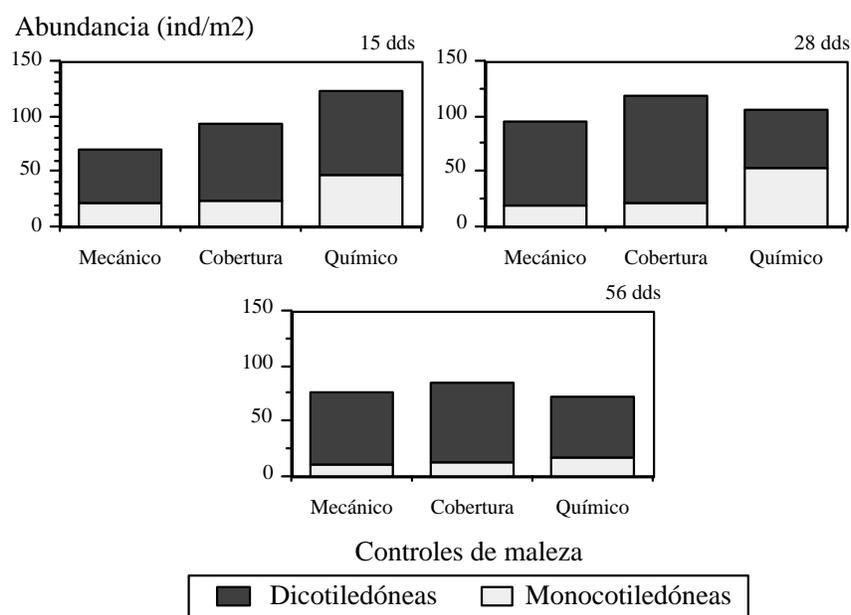 Abundancia (ind/m2)
15 dds
28 dds
150
100
50
0
Mecánico Cobertura Químico
150
100
50
0
Mecánico Cobertura Químico
56 dds
150
100
50
0
Mecánico Cobertura Químico
Controles de maleza
Dicotiledóneas Monocotiledóneas